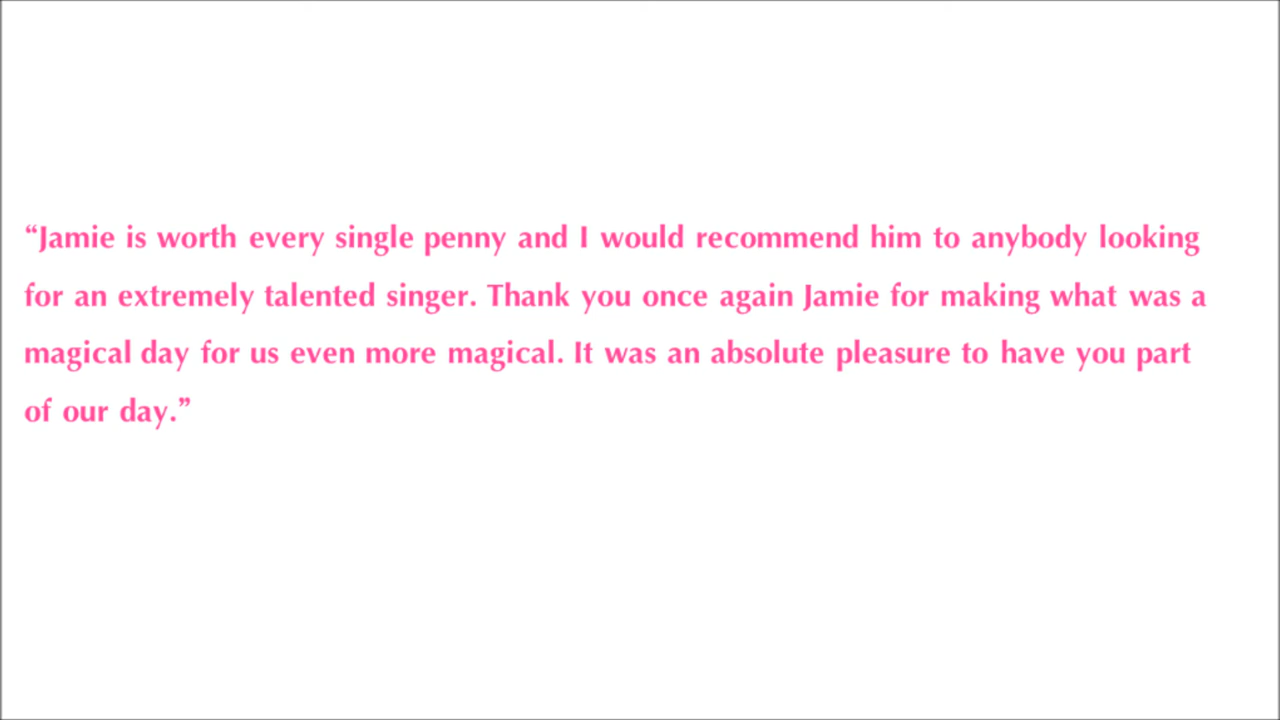 “Jamie is worth every single penny and I would recommend him to anybody looking
for an extremely talented singer. Thank you once again Jamie for making what was a
magical day for us even more magical. It was an absolute pleasure to have you part
of our day.”